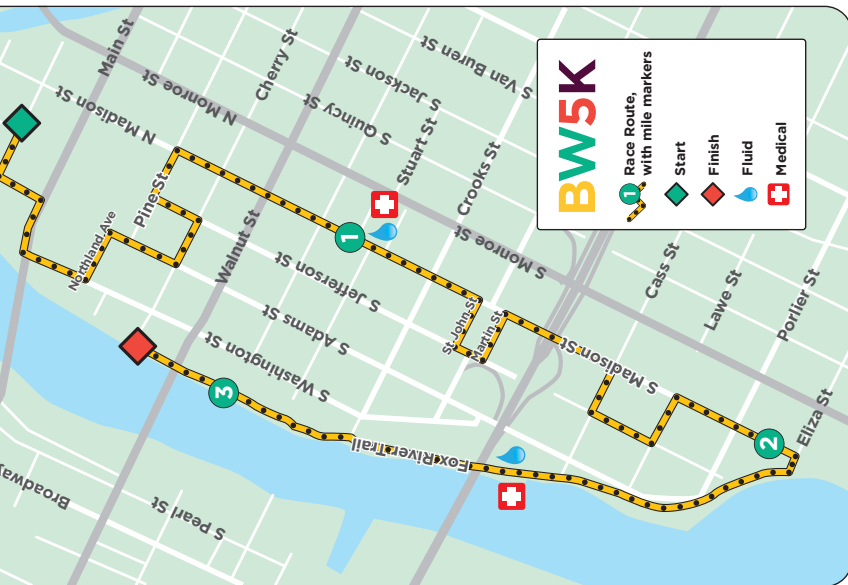 Main St
Cherry St
N Monroe St
N Madison St
S Van Buren St
S Jackson St
S Quincy St
Stuart St
Crooks St
Pine St
Northland Ave
Walnut St
1
S Monroe St
S Jefferson St
S Adams St
S Washington St
St John St
Martin St
S Madison St
Cass St
Lawe St
Porlier St
Eliza St
2
3
Fox River Trail
S Pearl St
Broadway
BW5K
1
Race Route,
with mile markers
Start
Finish
Fluid
Medical